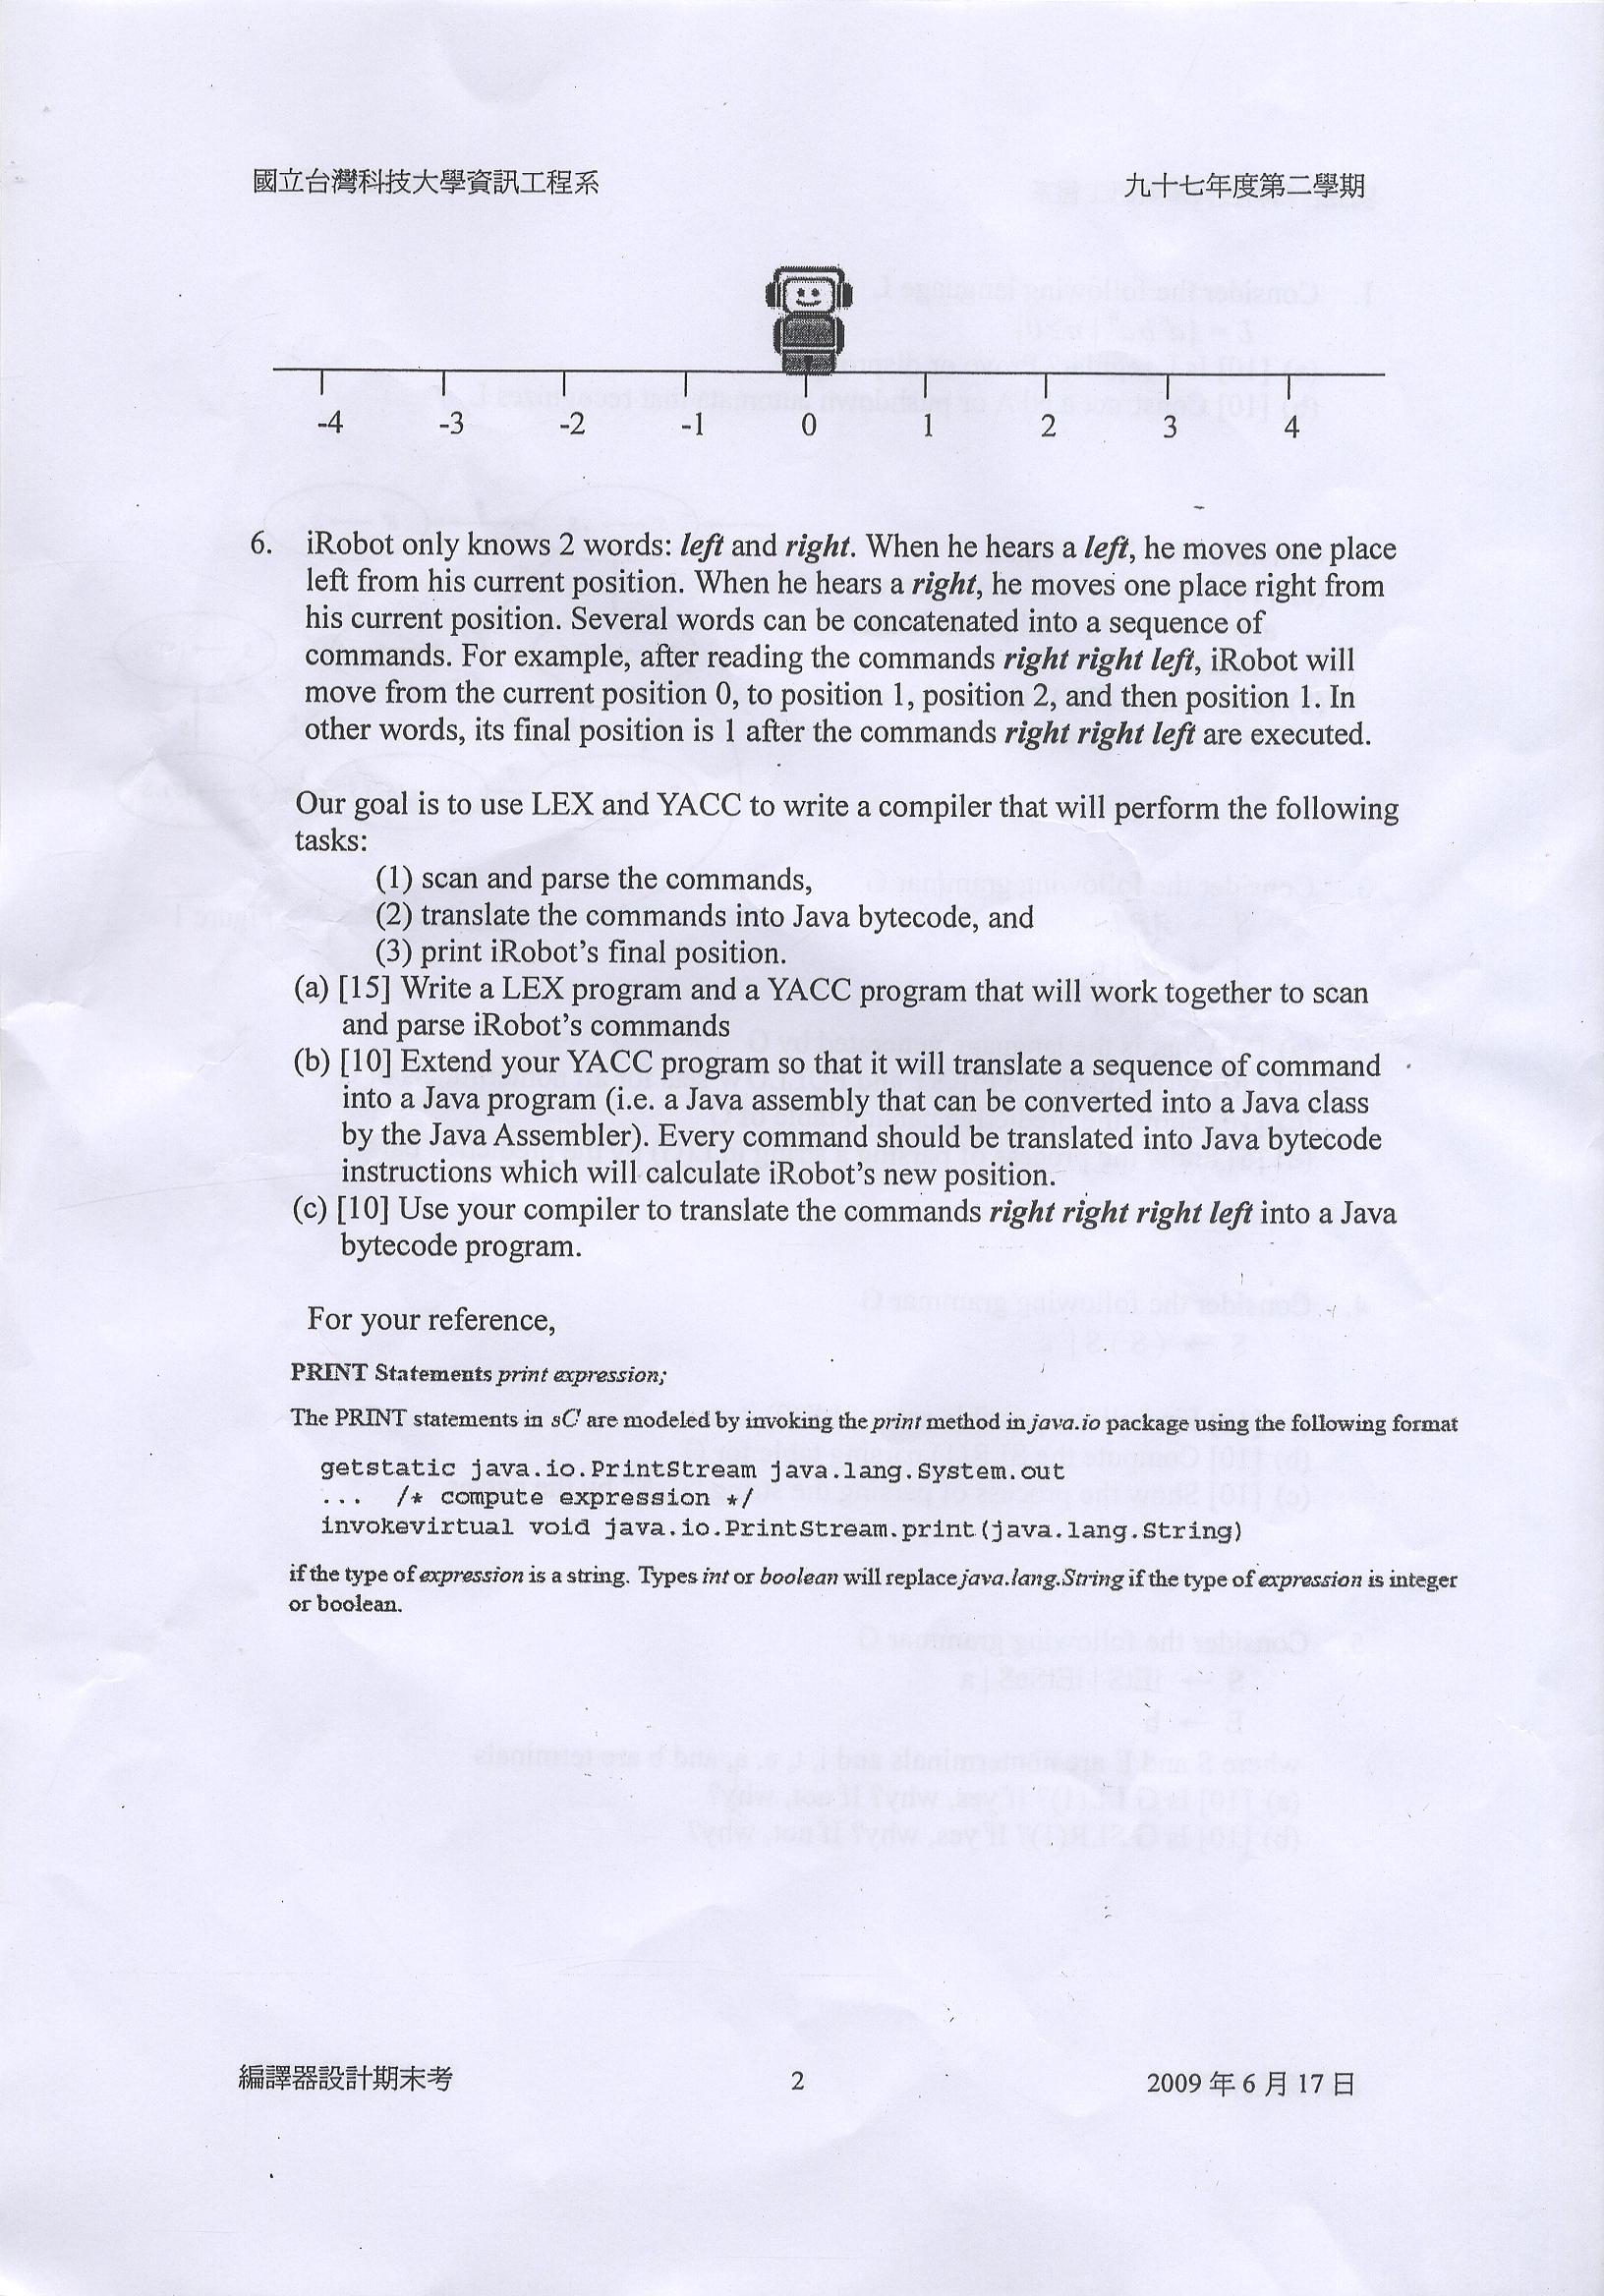 國立台灣科技大學資訊工程系 九十七年度第二學期
-4 -3 -2 -1 0 1 2 3 4
6. iRobot only knows 2 words: left and right. When he hears a left, he moves one place
left from his current position. When he hears a right, he moves one place right from
his current position. Several words can be concatenated into a sequence of
commands. For example, after reading the commands right right left, iRobot will
move from the current position 0, to position 1, position 2, and then position 1. In
other words, its final position is 1 after the commands right right left are executed.
Our goal is to use LEX and YACC to write a compiler that will perform the following
tasks:
(1) scan and parse the commands,
(2) translate the commands into Java bytecode, and
(3) print iRobot's final position.
(a) [15] Write a LEX program and a YACC program that will work together to scan
and parse iRobot's commands
(b) [10] Extend your YACC program so that it will translate a sequence of command
into a Java program (i.e. a Java assembly that can be converted into a Java class
by the Java Assembler). Every command should be translated into Java bytecode
instructions which will calculate iRobot's new position.
(c) [10] Use your compiler to translate the commands right right right left into a Java
bytecode program.
For your reference,
PRINT Statements print expression;
The PRINT statements in sC are modeled by invoking the print method in java.io package using the following format
getstatic java.io.PrintStream java.lang.System.out
... /* compute expression */
invokevirtual void java.io.PrintStream.print(java.lang.String)
if the type of expression is a string. Types int or boolean will replace java.lang.String if the type of expression is integer
or boolean.
編譯器設計期末考 2 2009 年 6 月 17 日